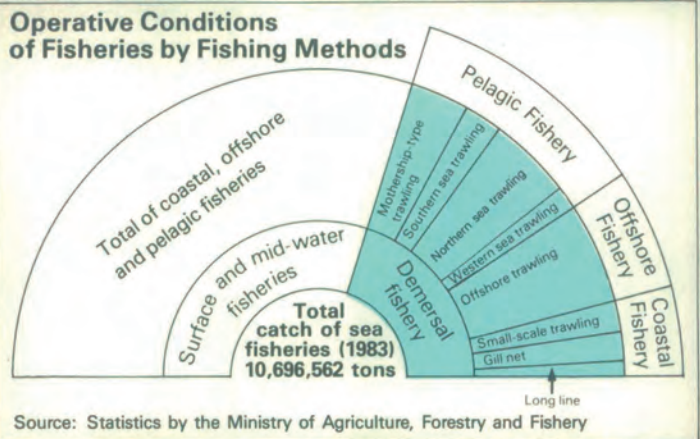 Operative Conditions
of Fisheries by Fishing Methods
Total of coastal, offshore
and pelagic fisheries
Surface and mid-water
fisheries
Total
catch of sea
fisheries (1983)
10,696,562 tons
Demersal
fishery
Pelagic Fishery
Mothership-type
trawling
Southern sea trawling
Northern sea trawling
Western sea trawling
Offshore
Fishery
Offshore trawling
Coastal
Fishery
Small-scale trawling
Gill net
Long line
Source: Statistics by the Ministry of Agriculture, Forestry and Fishery